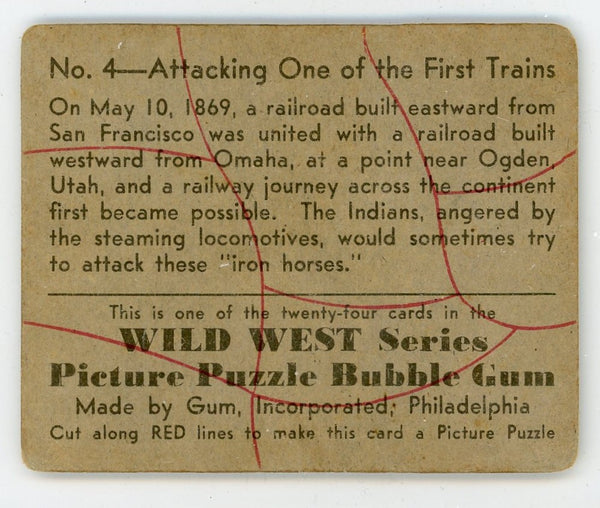 No. 4—Attacking One of the First Trains
On May 10, 1869, a railroad built eastward from
San Francisco was united with a railroad built
westward from Omaha, at a point near Ogden,
Utah, and a railway journey across the continent
first became possible. The Indians, angered by
the steaming locomotives, would sometimes try
to attack these "iron horses."
This is one of the twenty-four cards in the
WILD WEST Series
Picture Puzzle Bubble Gum
Made by Gum, Incorporated, Philadelphia
Cut along RED lines to make this card a Picture Puzzle